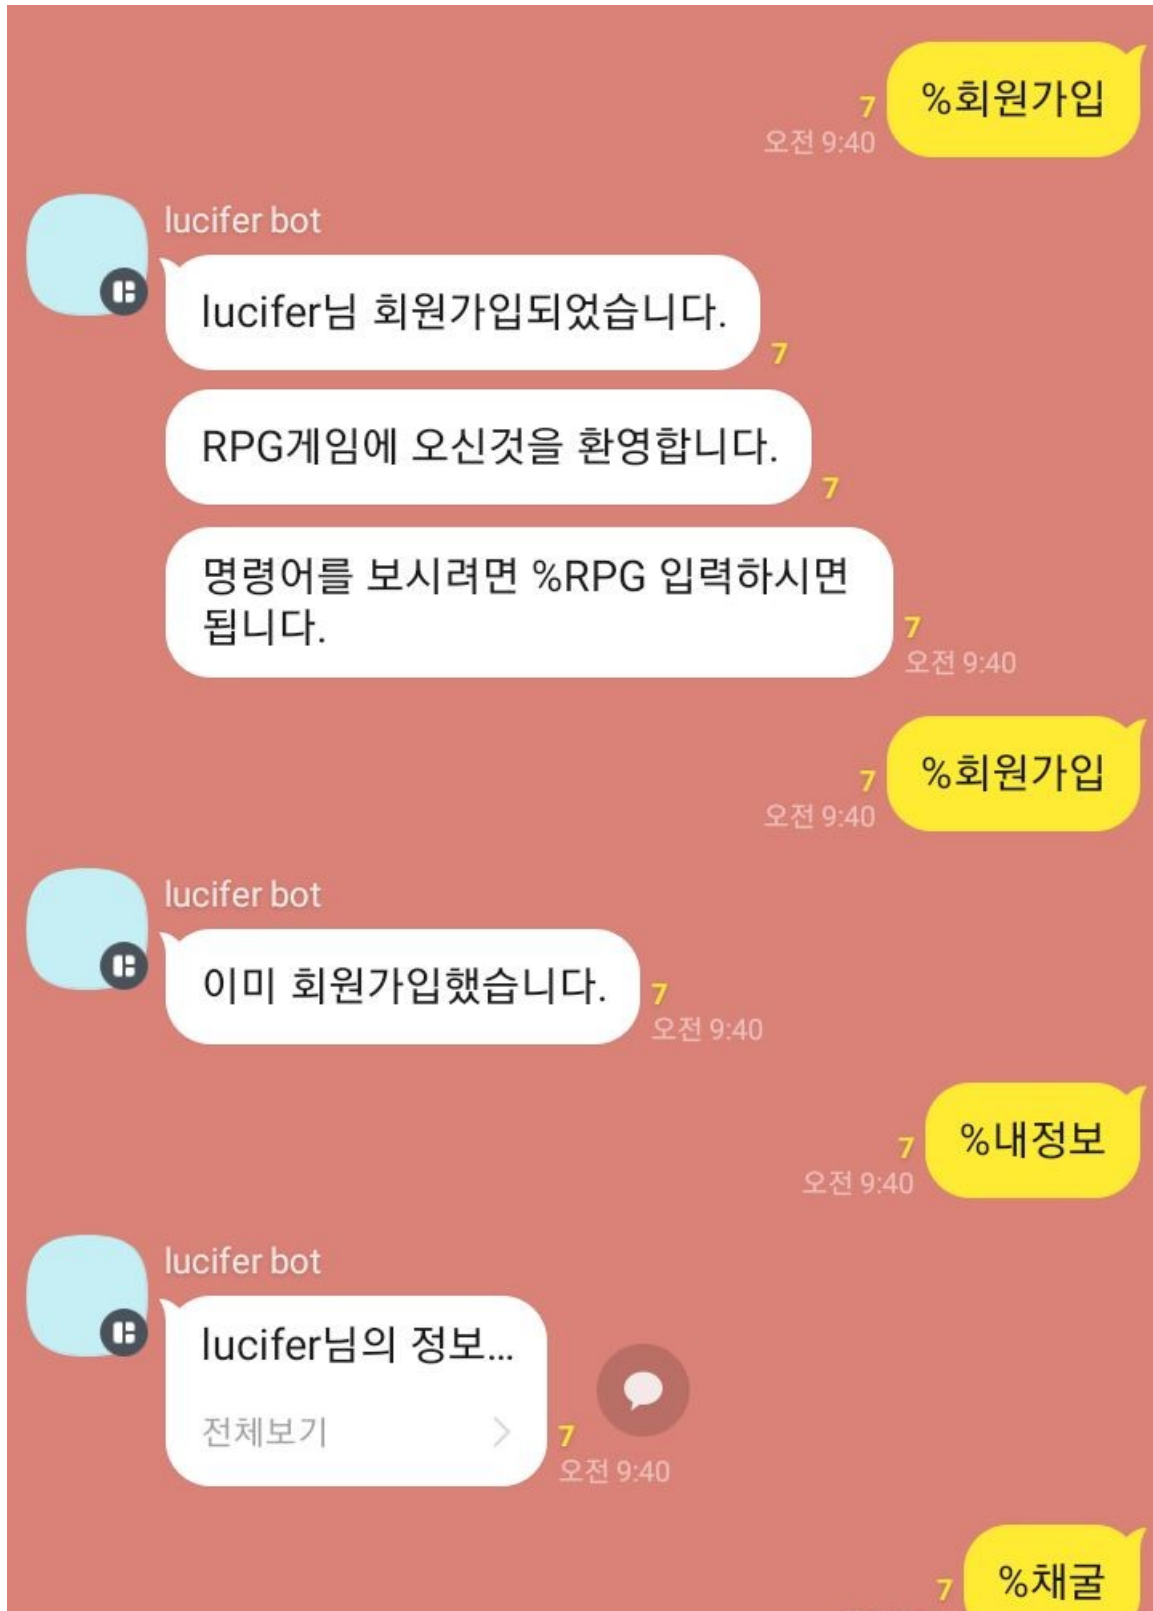 %회원가입
7
오전 9:40
lucifer bot
lucifer님 회원가입되었습니다.
7
RPG게임에 오신것을 환영합니다.
7
명령어를 보시려면 %RPG 입력하시면
됩니다.
7
오전 9:40
%회원가입
7
오전 9:40
lucifer bot
이미 회원가입했습니다.
7
오전 9:40
%내정보
7
오전 9:40
lucifer bot
lucifer님의 정보...
전체보기
7
오전 9:40
%채굴
7